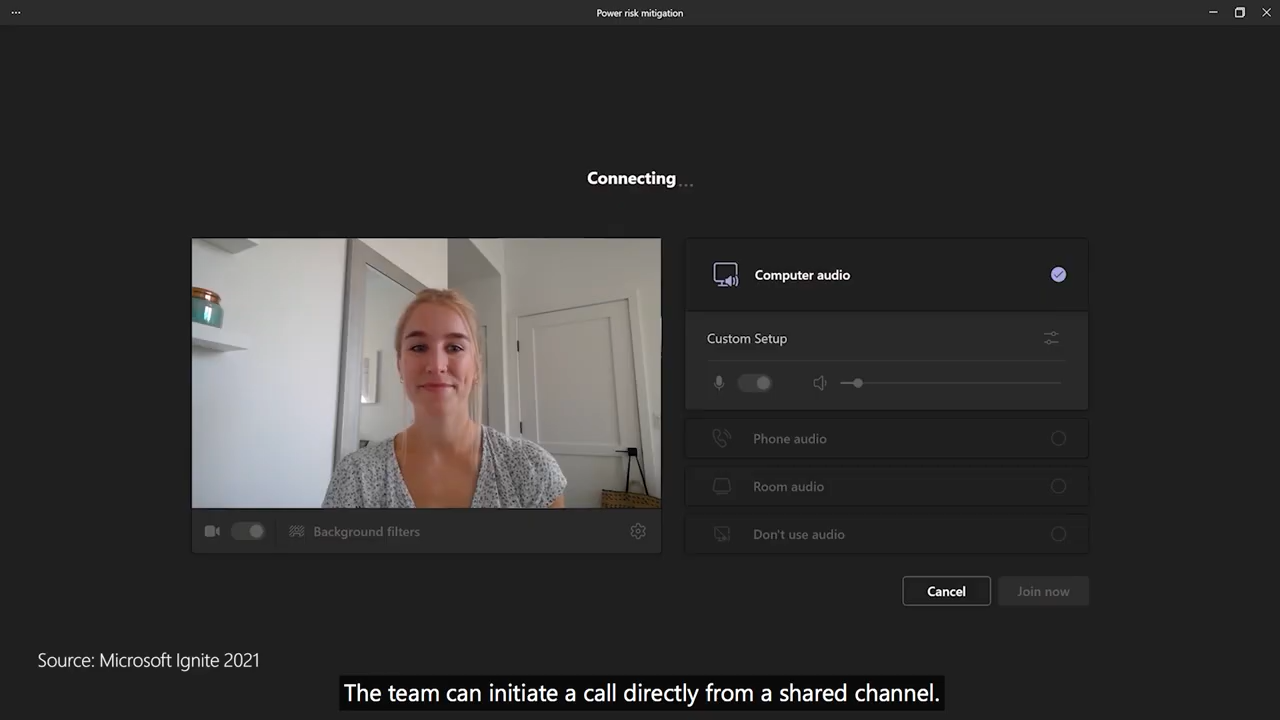 Power risk mitigation
Connecting...
Computer audio
Custom Setup
Phone audio
Room audio
Don't use audio
Background filters
Cancel
Join now
Source: Microsoft Ignite 2021
The team can initiate a call directly from a shared channel.